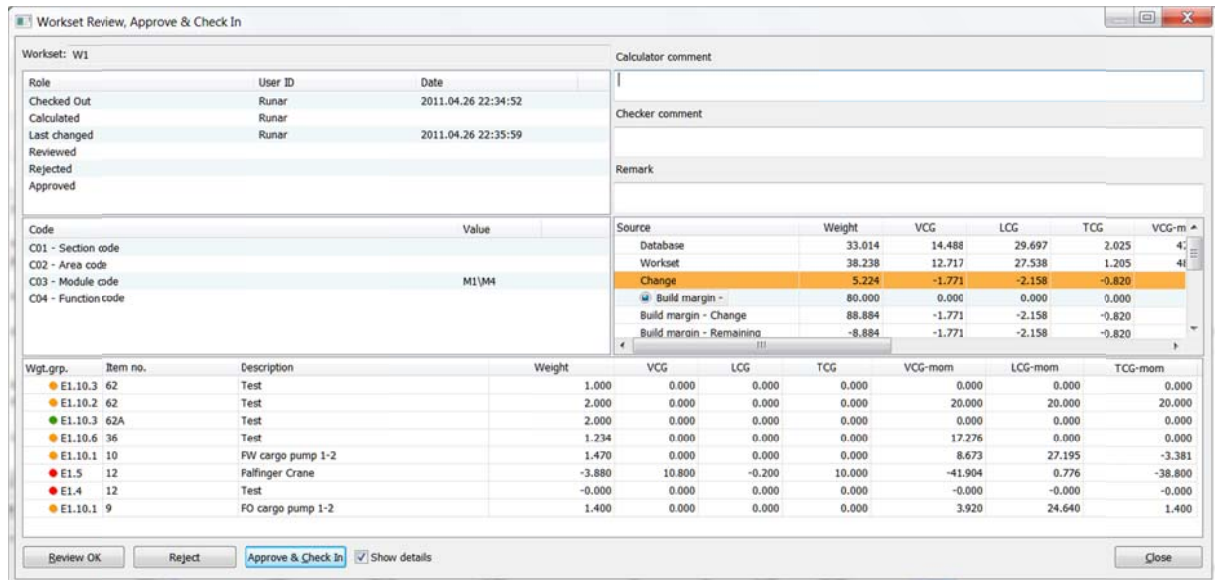 Workset Review, Approve & Check In
Workset: W1
Role User ID Date
Checked Out Runar 2011.04.26 22:34:52
Calculated Runar
Last changed Runar 2011.04.26 22:35:59
Reviewed
Rejected
Approved
Calculator comment
Checker comment
Remark
Code Value
C01 - Section code
C02 - Area code
C03 - Module code M1\M4
C04 - Function code
Source Weight VCG LCG TCG VCG-m
Database 33.014 14.488 29.697 2.025
Workset 38.238 12.717 27.538 1.205
Change 5.224 -1.771 -2.158 -0.820
Build margin - 80.000 0.000 0.000 0.000
Build margin - Change 88.884 -1.771 -2.158 -0.820
Build margin - Remaining -8.884 -1.771 -2.158 -0.820
Wgt.grp. Item no. Description Weight VCG LCG TCG VCG-mom LCG-mom TCG-mom
E1.10.3 62 Test 1.000 0.000 0.000 0.000 0.000 0.000 0.000
E1.10.2 62 Test 2.000 0.000 0.000 0.000 20.000 20.000 20.000
E1.10.3 62A Test 2.000 0.000 0.000 0.000 0.000 0.000 0.000
E1.10.6 36 Test 1.234 0.000 0.000 0.000 17.276 0.000 0.000
E1.10.1 10 FW cargo pump 1-2 1.470 0.000 0.000 0.000 8.673 27.195 -3.381
E1.5 12 Palfinger Crane -3.880 10.800 -0.200 10.000 -41.904 0.776 -38.800
E1.4 12 Test -0.000 0.000 0.000 0.000 -0.000 -0.000 -0.000
E1.10.1 9 FO cargo pump 1-2 1.400 0.000 0.000 0.000 3.920 24.640 1.400
Review OK Reject Approve & Check In Show details Close